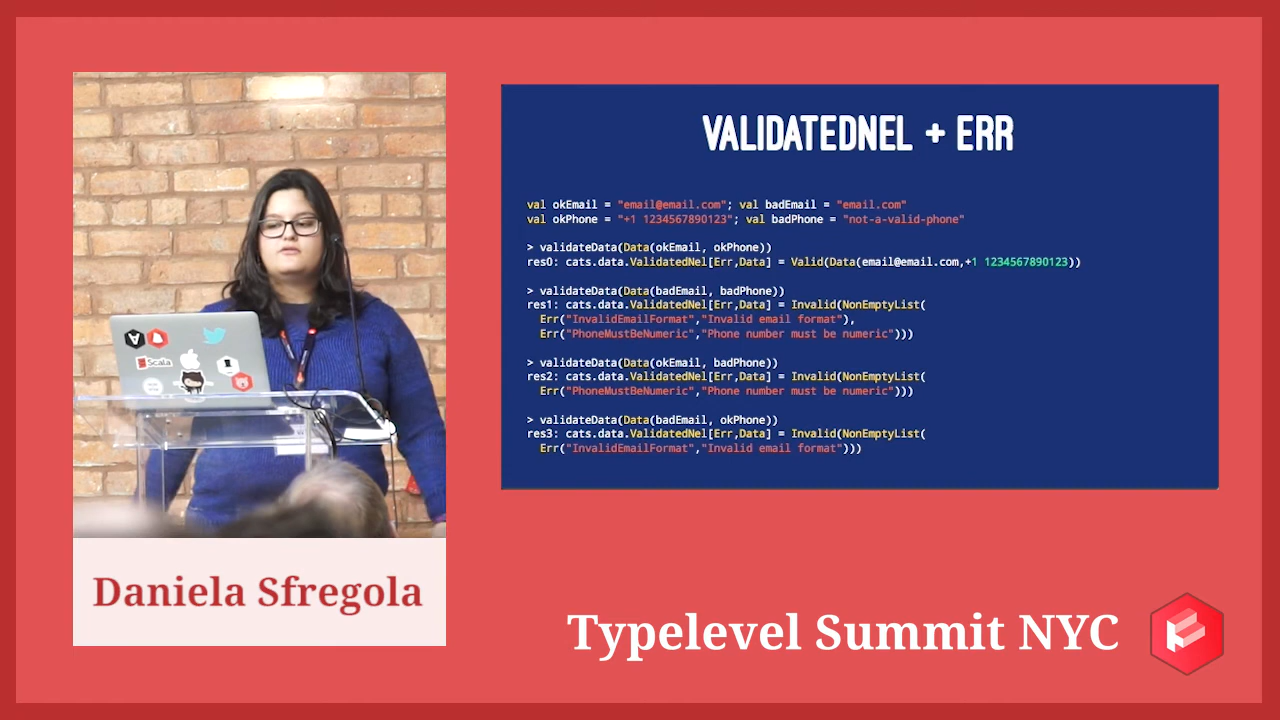 VALIDATEDNEL + ERR
val okEmail = "email@email.com"; val badEmail = "email.com"
val okPhone = "+1 1234567890123"; val badPhone = "not-a-valid-phone"
> validateData(Data(okEmail, okPhone))
res0: cats.data.ValidatedNel[Err,Data] = Valid(Data(email@email.com,+1 1234567890123))
> validateData(Data(badEmail, badPhone))
res1: cats.data.ValidatedNel[Err,Data] = Invalid(NonEmptyList(
Err("InvalidEmailFormat","Invalid email format"),
Err("PhoneMustBeNumeric","Phone number must be numeric")))
> validateData(Data(okEmail, badPhone))
res2: cats.data.ValidatedNel[Err,Data] = Invalid(NonEmptyList(
Err("PhoneMustBeNumeric","Phone number must be numeric")))
> validateData(Data(badEmail, okPhone))
res3: cats.data.ValidatedNel[Err,Data] = Invalid(NonEmptyList(
Err("InvalidEmailFormat","Invalid email format")))
Scala
Daniela Sfregola
Typelevel Summit NYC